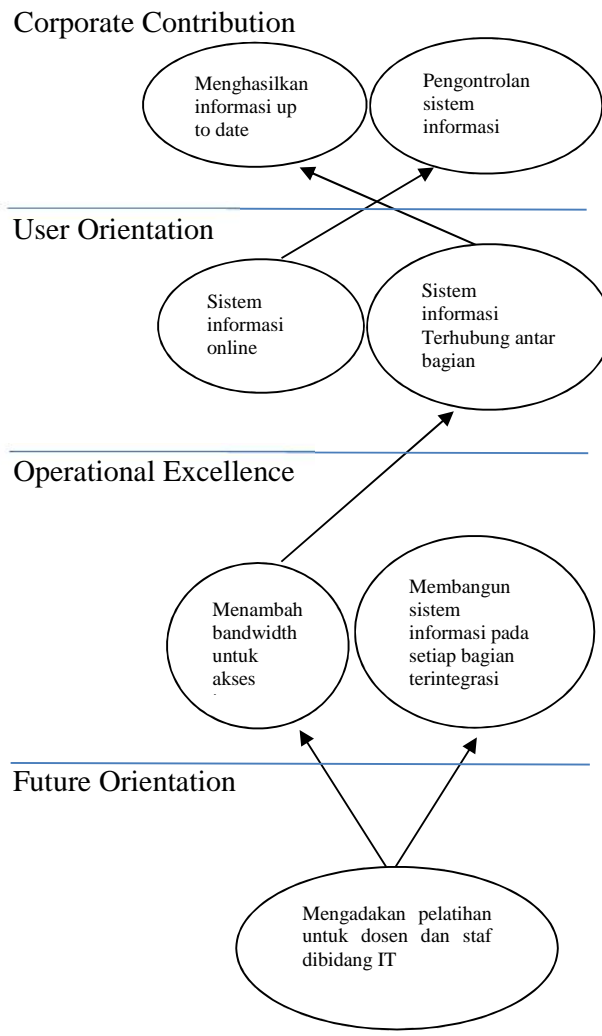 Corporate Contribution
Menghasilkan
informasi up
to date
Pengontrolan
sistem
informasi
User Orientation
Sistem
informasi
online
Sistem
informasi
Terhubung antar
bagian
Operational Excellence
Menambah
bandwidth
untuk
akses
Membangun
sistem
informasi pada
setiap bagian
terintegrasi
Future Orientation
Mengadakan pelatihan
untuk dosen dan staf
dibidang IT